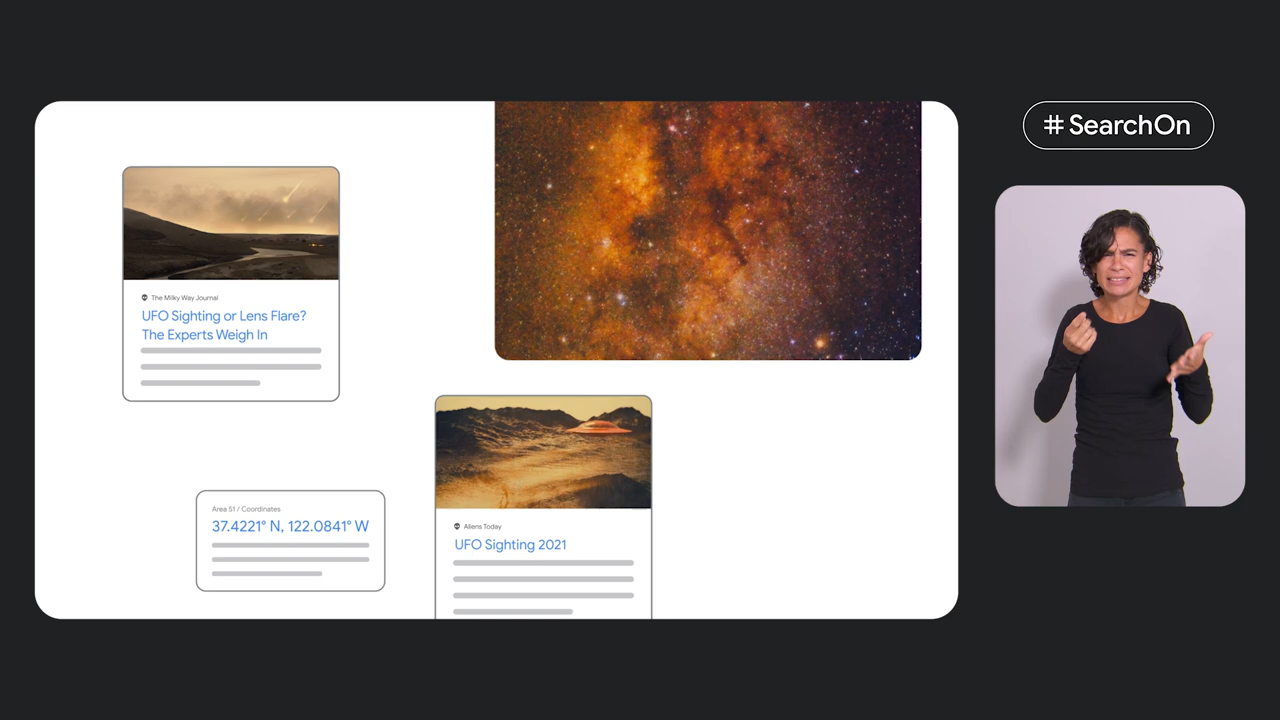 #SearchOn
The Milky Way Journal
UFO Sighting or Lens Flare?
The Experts Weigh In
Area 51 / Coordinates
37.4221° N, 122.0841° W
Aliens Today
UFO Sighting 2021